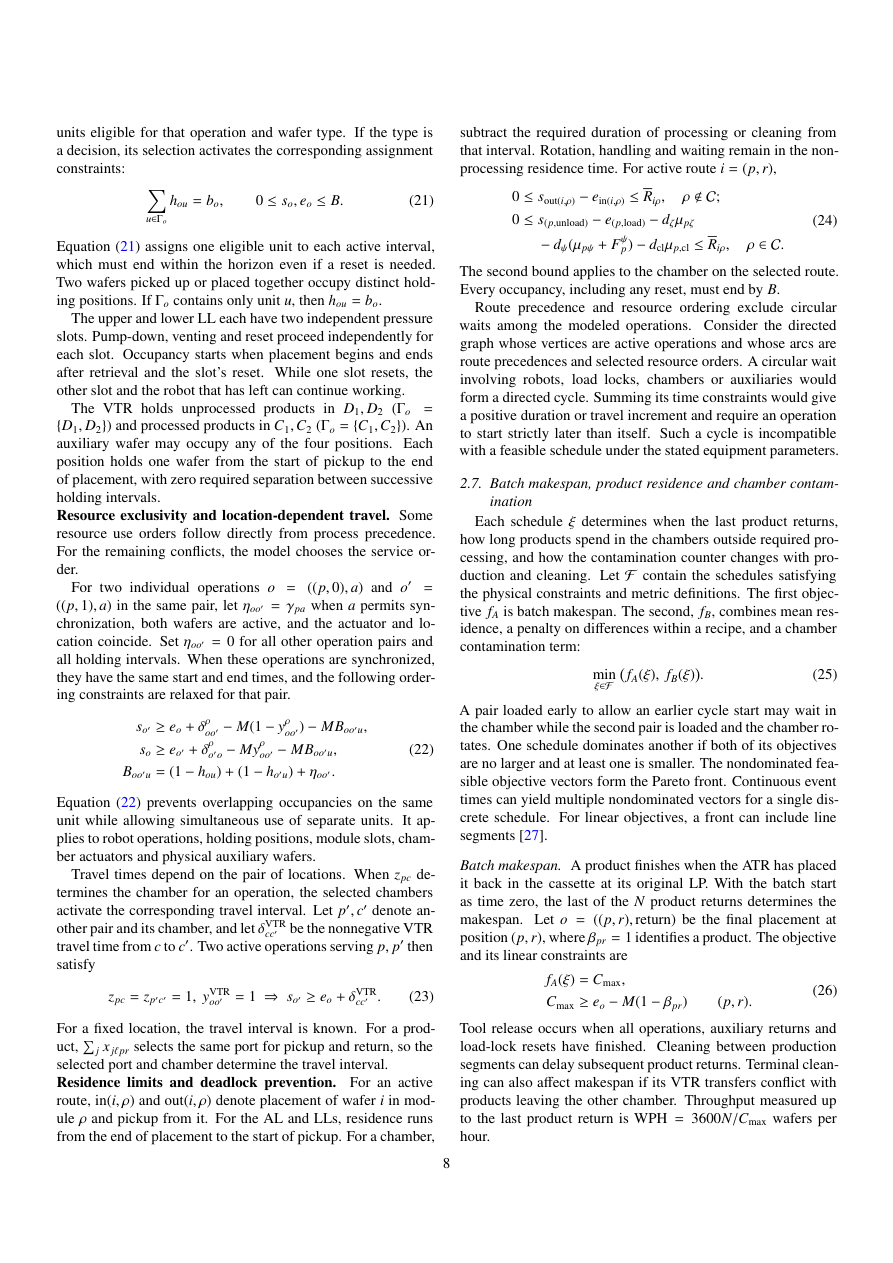 units eligible for that operation and wafer type. If the type is
a decision, its selection activates the corresponding assignment
constraints:
∑_{u∈Γ_o} h_{ou} = b_o, 0 ≤ s_o, e_o ≤ B. (21)
Equation (21) assigns one eligible unit to each active interval,
which must end within the horizon even if a reset is needed.
Two wafers picked up or placed together occupy distinct hold-
ing positions. If Γ_o contains only unit u, then h_{ou} = b_o.
The upper and lower LL each have two independent pressure
slots. Pump-down, venting and reset proceed independently for
each slot. Occupancy starts when placement begins and ends
after retrieval and the slot's reset. While one slot resets, the
other slot and the robot that has left can continue working.
The VTR holds unprocessed products in D_1, D_2 (Γ_o =
{D_1, D_2}) and processed products in C_1, C_2 (Γ_o = {C_1, C_2}). An
auxiliary wafer may occupy any of the four positions. Each
position holds one wafer from the start of pickup to the end
of placement, with zero required separation between successive
holding intervals.
Resource exclusivity and location-dependent travel. Some
resource use orders follow directly from process precedence.
For the remaining conflicts, the model chooses the service or-
der.
For two individual operations o = ((p, 0), a) and o′ =
((p, 1), a) in the same pair, let η_{oo′} = γ_{pa} when a permits syn-
chronization, both wafers are active, and the actuator and lo-
cation coincide. Set η_{oo′} = 0 for all other operation pairs and
all holding intervals. When these operations are synchronized,
they have the same start and end times, and the following order-
ing constraints are relaxed for that pair.
s_{o′} ≥ e_o + δ^ρ_{oo′} − M(1 − y^ρ_{oo′}) − MB_{oo′u},
s_o ≥ e_{o′} + δ^ρ_{o′o} − My^ρ_{oo′} − MB_{oo′u}, (22)
B_{oo′u} = (1 − h_{ou}) + (1 − h_{o′u}) + η_{oo′}.
Equation (22) prevents overlapping occupancies on the same
unit while allowing simultaneous use of separate units. It ap-
plies to robot operations, holding positions, module slots, cham-
ber actuators and physical auxiliary wafers.
Travel times depend on the pair of locations. When z_{pc} de-
termines the chamber for an operation, the selected chambers
activate the corresponding travel interval. Let p′, c′ denote an-
other pair and its chamber, and let δ^{VTR}_{cc′} be the nonnegative VTR
travel time from c to c′. Two active operations serving p, p′ then
satisfy
z_{pc} = z_{p′c′} = 1, y^{VTR}_{oo′} = 1 ⇒ s_{o′} ≥ e_o + δ^{VTR}_{cc′}. (23)
For a fixed location, the travel interval is known. For a prod-
uct, ∑_j x_{jℓpr} selects the same port for pickup and return, so the
selected port and chamber determine the travel interval.
Residence limits and deadlock prevention. For an active
route, in(i, ρ) and out(i, ρ) denote placement of wafer i in mod-
ule ρ and pickup from it. For the AL and LLs, residence runs
from the end of placement to the start of pickup. For a chamber,
subtract the required duration of processing or cleaning from
that interval. Rotation, handling and waiting remain in the non-
processing residence time. For active route i = (p, r),
0 ≤ s_{out(i,ρ)} − e_{in(i,ρ)} ≤ R̅_{iρ}, ρ ∉ C;
0 ≤ s_{(p,unload)} − e_{(p,load)} − d_ζ μ_{pζ} (24)
− d_ψ(μ_{pψ} + F^ψ_p) − d_{cl}μ_{p,cl} ≤ R̅_{iρ}, ρ ∈ C.
The second bound applies to the chamber on the selected route.
Every occupancy, including any reset, must end by B.
Route precedence and resource ordering exclude circular
waits among the modeled operations. Consider the directed
graph whose vertices are active operations and whose arcs are
route precedences and selected resource orders. A circular wait
involving robots, load locks, chambers or auxiliaries would
form a directed cycle. Summing its time constraints would give
a positive duration or travel increment and require an operation
to start strictly later than itself. Such a cycle is incompatible
with a feasible schedule under the stated equipment parameters.
2.7. Batch makespan, product residence and chamber contam-
ination
Each schedule ξ determines when the last product returns,
how long products spend in the chambers outside required pro-
cessing, and how the contamination counter changes with pro-
duction and cleaning. Let F contain the schedules satisfying
the physical constraints and metric definitions. The first objec-
tive f_A is batch makespan. The second, f_B, combines mean res-
idence, a penalty on differences within a recipe, and a chamber
contamination term:
min_{ξ∈F} (f_A(ξ), f_B(ξ)). (25)
A pair loaded early to allow an earlier cycle start may wait in
the chamber while the second pair is loaded and the chamber ro-
tates. One schedule dominates another if both of its objectives
are no larger and at least one is smaller. The nondominated fea-
sible objective vectors form the Pareto front. Continuous event
times can yield multiple nondominated vectors for a single dis-
crete schedule. For linear objectives, a front can include line
segments [27].
Batch makespan. A product finishes when the ATR has placed
it back in the cassette at its original LP. With the batch start
as time zero, the last of the N product returns determines the
makespan. Let o = ((p, r), return) be the final placement at
position (p, r), where β_{pr} = 1 identifies a product. The objective
and its linear constraints are
f_A(ξ) = C_{max},
C_{max} ≥ e_o − M(1 − β_{pr}) (p, r). (26)
Tool release occurs when all operations, auxiliary returns and
load-lock resets have finished. Cleaning between production
segments can delay subsequent product returns. Terminal clean-
ing can also affect makespan if its VTR transfers conflict with
products leaving the other chamber. Throughput measured up
to the last product return is WPH = 3600N/C_{max} wafers per
hour.
8